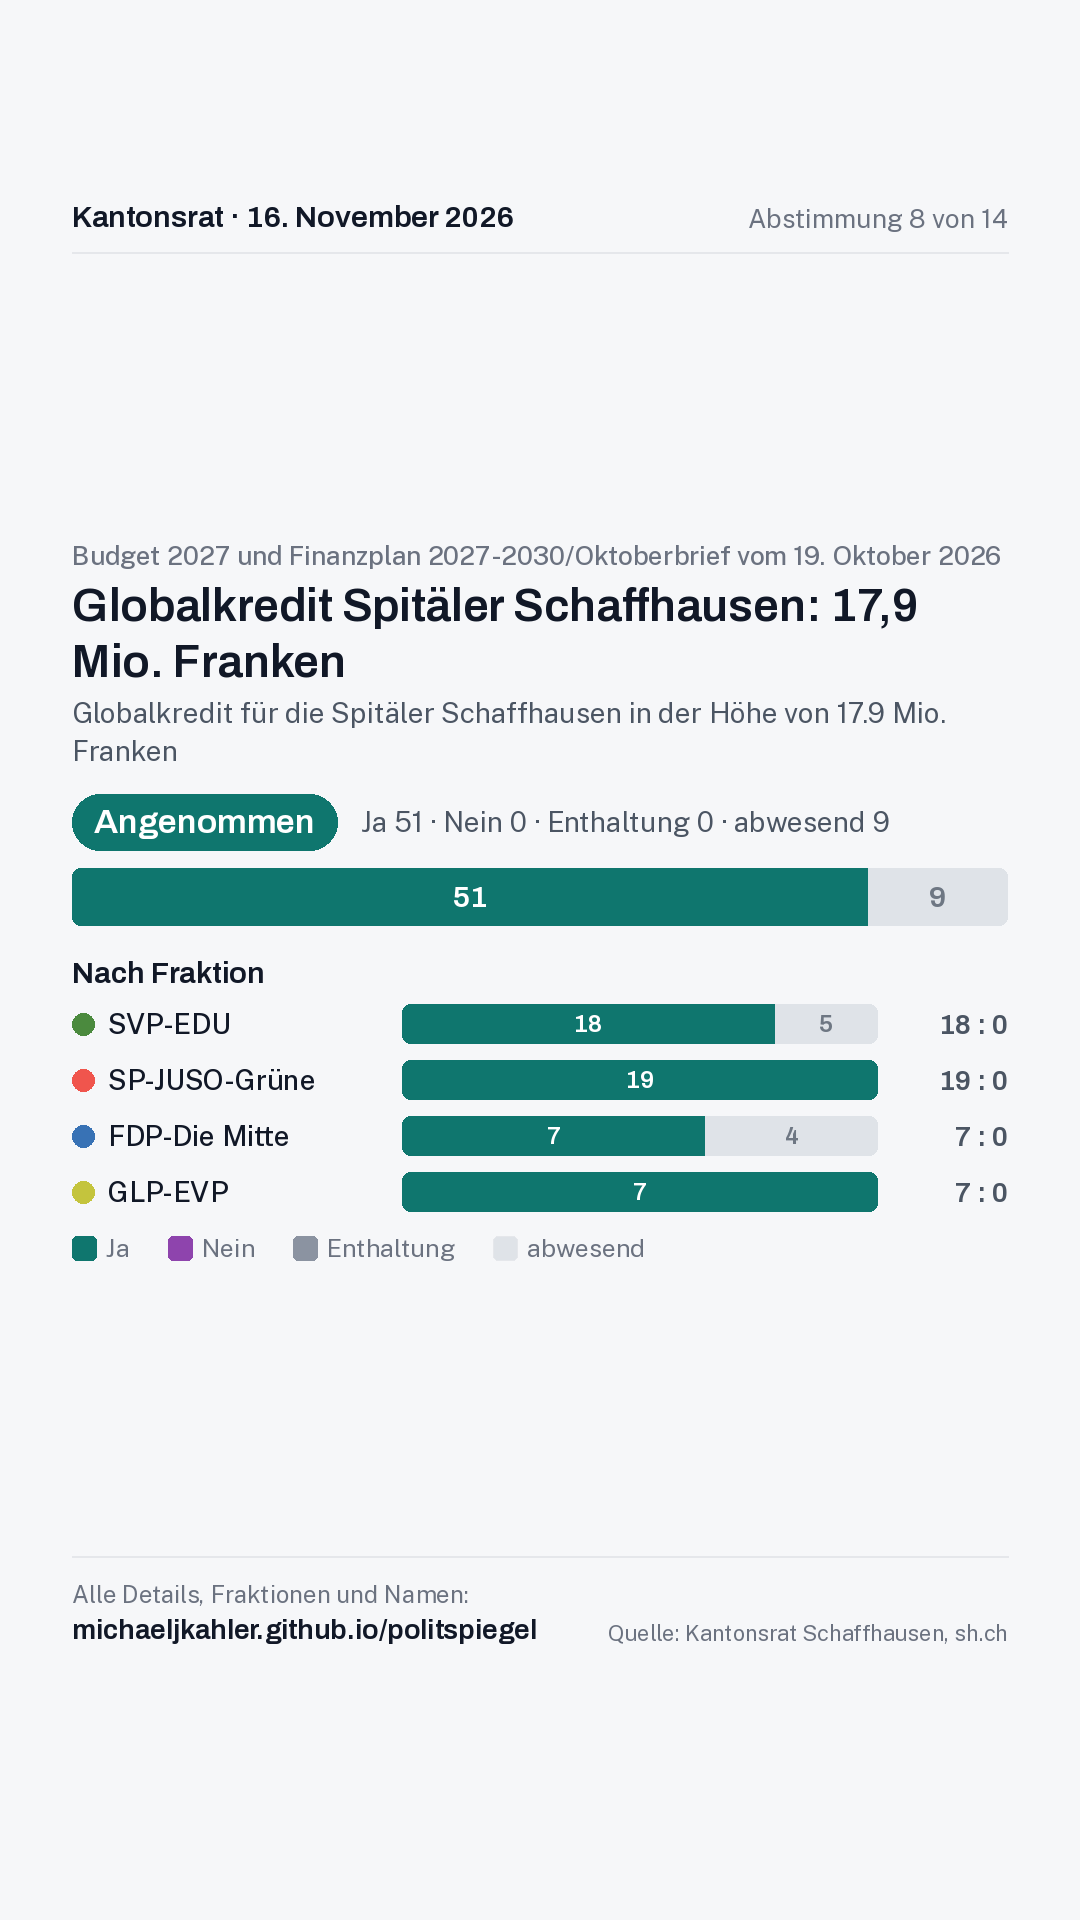 Kantonsrat · 16. November 2026
Abstimmung 8 von 14
Budget 2027 und Finanzplan 2027-2030/Oktoberbrief vom 19. Oktober 2026
Globalkredit Spitäler Schaffhausen: 17,9
Mio. Franken
Globalkredit für die Spitäler Schaffhausen in der Höhe von 17.9 Mio.
Franken
Angenommen
Ja 51 · Nein 0 · Enthaltung 0 · abwesend 9
51 9
Nach Fraktion
SVP-EDU 18 5 18 : 0
SP-JUSO-Grüne 19 19 : 0
FDP-Die Mitte 7 4 7 : 0
GLP-EVP 7 7 : 0
Ja Nein Enthaltung abwesend
Alle Details, Fraktionen und Namen:
michaeljkahler.github.io/politspiegel
Quelle: Kantonsrat Schaffhausen, sh.ch